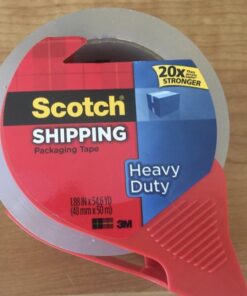 Scotch
SHIPPING
Packaging Tape
20X
STRONGER
Heavy
Duty
1.88 IN x 54.6 YD
(48 mm x 50 m)
3M